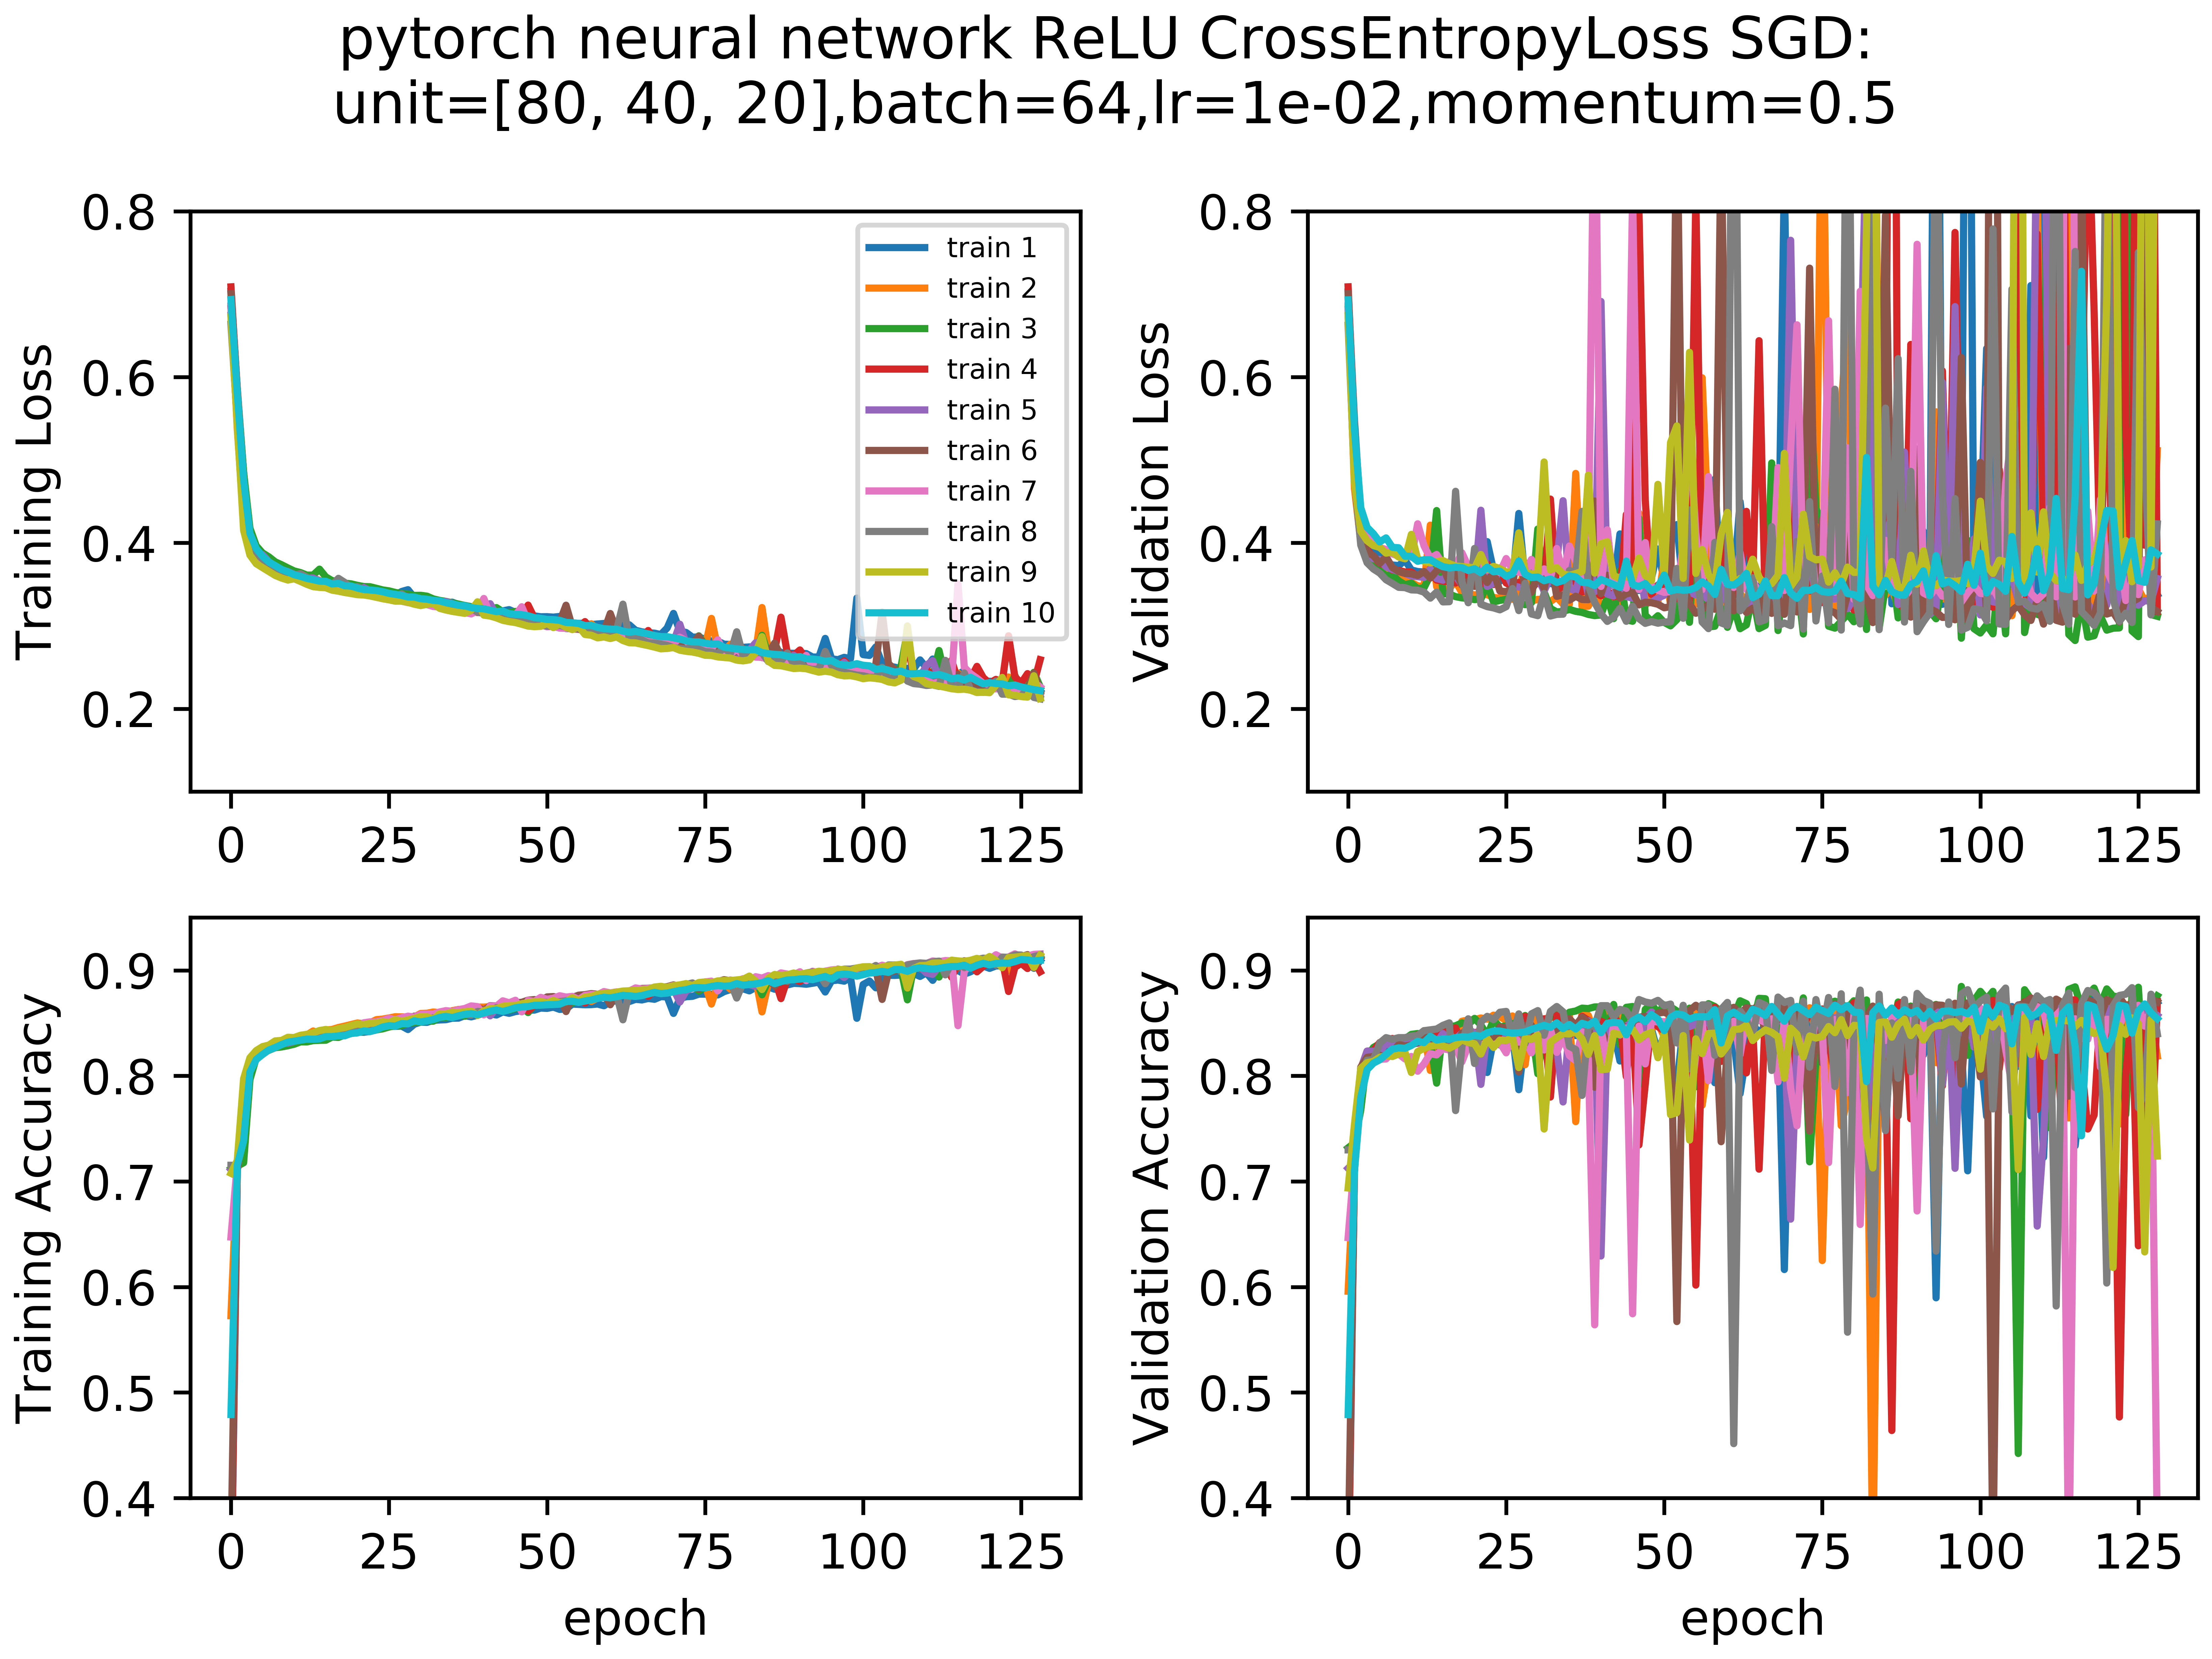 pytorch neural network ReLU CrossEntropyLoss SGD:
unit=[80, 40, 20],batch=64,lr=1e-02,momentum=0.5
Training Loss
0.8
0.6
0.4
0.2
0 25 50 75 100 125
train 1
train 2
train 3
train 4
train 5
train 6
train 7
train 8
train 9
train 10
Validation Loss
0.8
0.6
0.4
0.2
0 25 50 75 100 125
Training Accuracy
0.9
0.8
0.7
0.6
0.5
0.4
0 25 50 75 100 125
epoch
Validation Accuracy
0.9
0.8
0.7
0.6
0.5
0.4
0 25 50 75 100 125
epoch